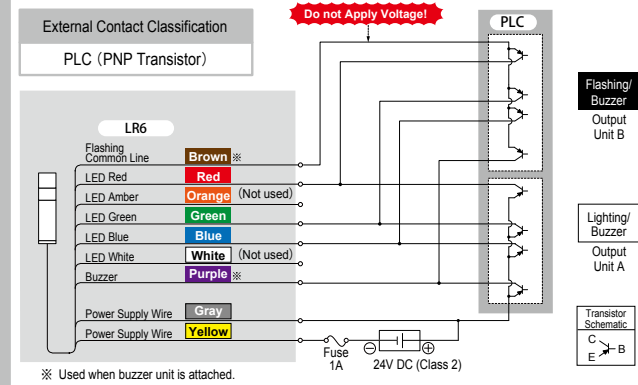 External Contact Classification
PLC (PNP Transistor)
Do not Apply Voltage!
PLC
LR6
Flashing
Common Line
Brown ※
LED Red
Red
LED Amber
Orange (Not used)
LED Green
Green
LED Blue
Blue
LED White
White (Not used)
Buzzer
Purple ※
Power Supply Wire
Gray
Power Supply Wire
Yellow
Fuse
1A
⊖ ⊕
24V DC (Class 2)
※ Used when buzzer unit is attached.
Flashing/
Buzzer
Output
Unit B
Lighting/
Buzzer
Output
Unit A
Transistor
Schematic
C
B
E